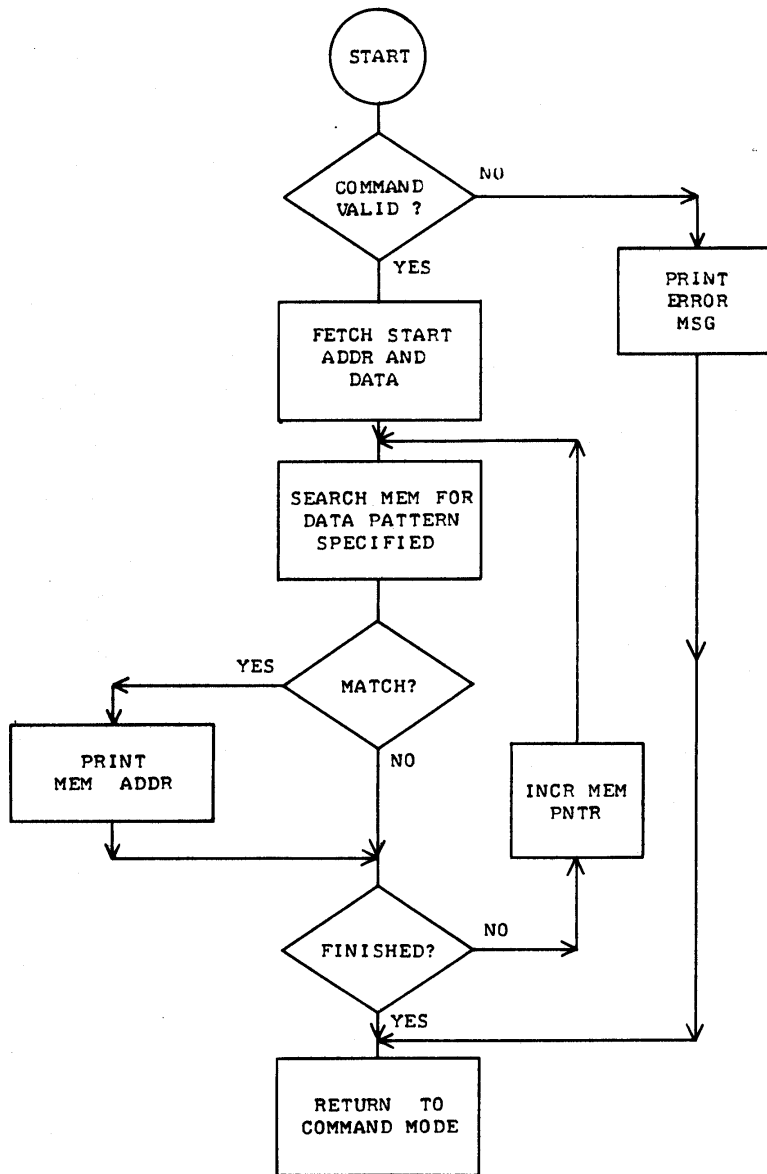 START
COMMAND
VALID ?
NO
YES
PRINT
ERROR
MSG
FETCH START
ADDR AND
DATA
SEARCH MEM FOR
DATA PATTERN
SPECIFIED
YES
MATCH?
NO
PRINT
MEM ADDR
INCR MEM
PNTR
FINISHED?
NO
YES
RETURN TO
COMMAND MODE